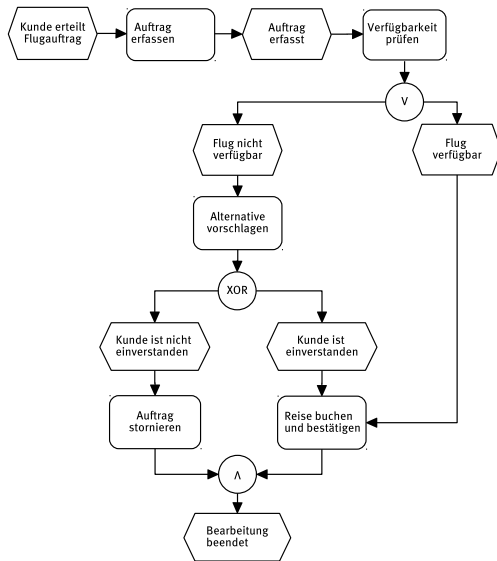 Kunde erteilt
Flugauftrag
Auftrag
erfassen
Auftrag
erfasst
Verfügbarkeit
prüfen
V
Flug nicht
verfügbar
Flug
verfügbar
Alternative
vorschlagen
XOR
Kunde ist nicht
einverstanden
Kunde ist
einverstanden
Auftrag
stornieren
Reise buchen
und bestätigen
Λ
Bearbeitung
beendet